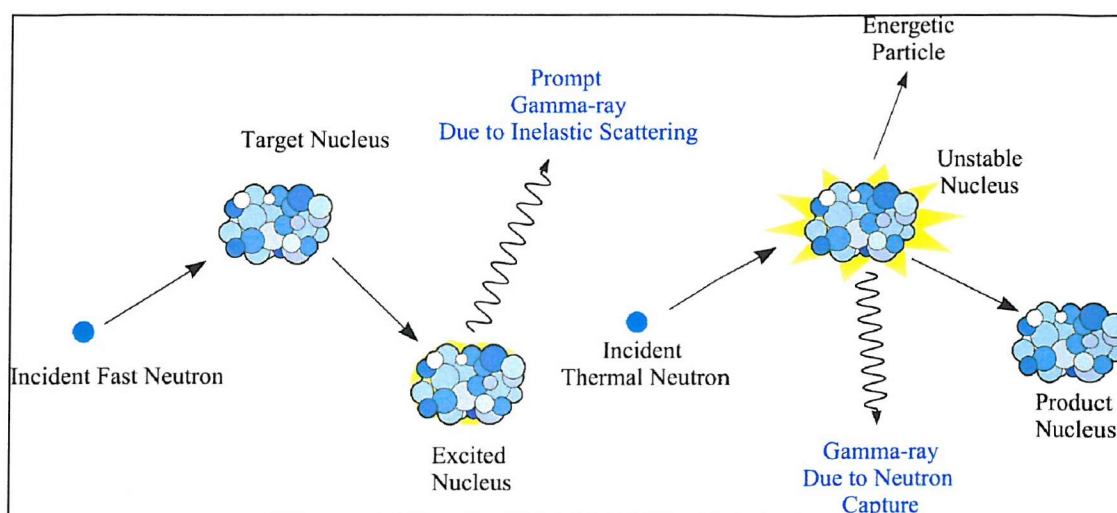 Energetic
Particle
Prompt
Gamma-ray
Due to Inelastic Scattering
Target Nucleus
Unstable
Nucleus
Incident Fast Neutron
Incident
Thermal Neutron
Excited
Nucleus
Product
Nucleus
Gamma-ray
Due to Neutron
Capture